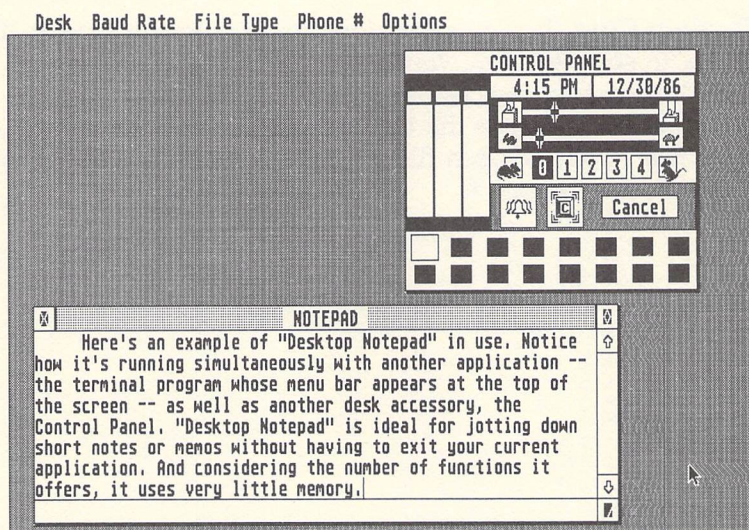 Desk Baud Rate File Type Phone # Options
CONTROL PANEL
4:15 PM 12/30/86
0 1 2 3 4
C Cancel
NOTEPAD
Here's an example of "Desktop Notepad" in use. Notice
how it's running simultaneously with another application --
the terminal program whose menu bar appears at the top of
the screen -- as well as another desk accessory, the
Control Panel. "Desktop Notepad" is ideal for jotting down
short notes or memos without having to exit your current
application. And considering the number of functions it
offers, it uses very little memory.